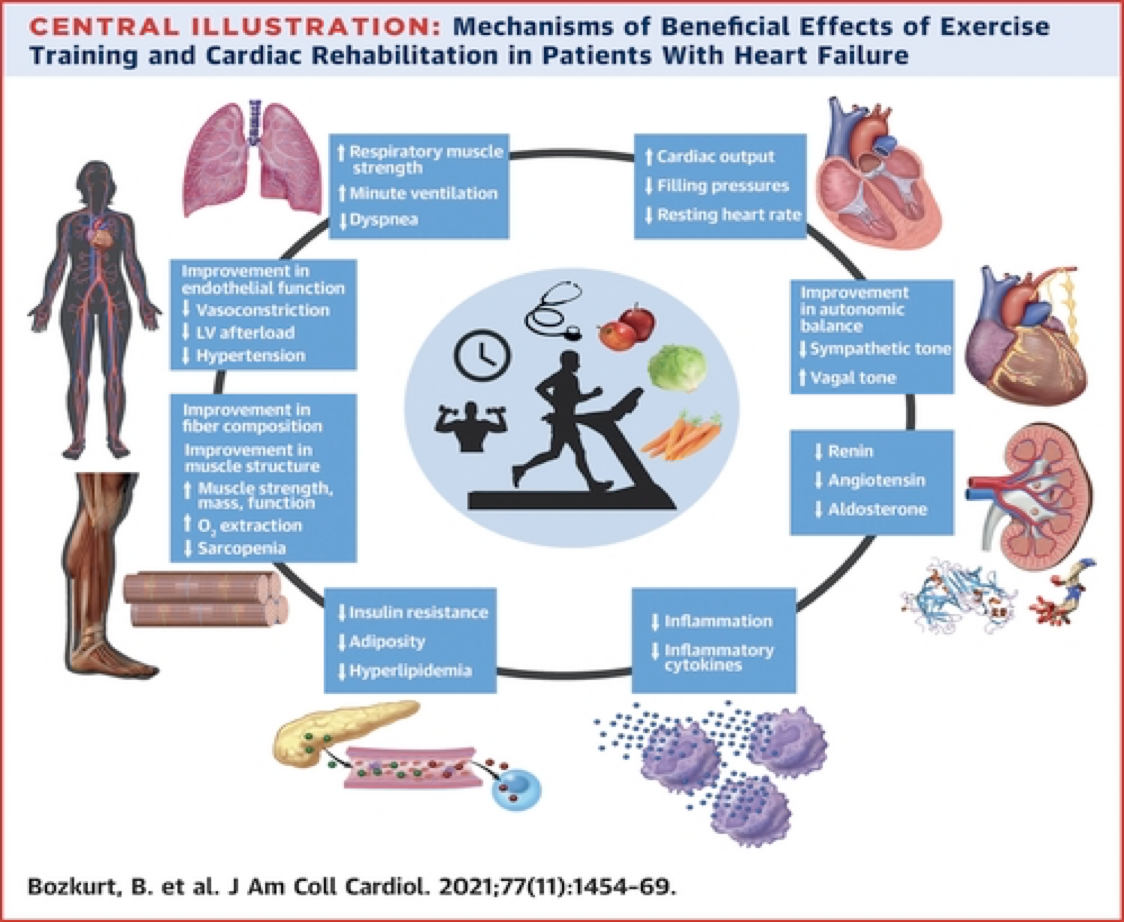 CENTRAL ILLUSTRATION: Mechanisms of Beneficial Effects of Exercise
Training and Cardiac Rehabilitation in Patients With Heart Failure
↑ Respiratory muscle
strength
↑ Minute ventilation
↓ Dyspnea
↑ Cardiac output
↓ Filling pressures
↓ Resting heart rate
Improvement in
endothelial function
↓ Vasoconstriction
↓ LV afterload
↓ Hypertension
Improvement
in autonomic
balance
↓ Sympathetic tone
↑ Vagal tone
Improvement in
fiber composition
Improvement in
muscle structure
↑ Muscle strength,
mass, function
↑ O₂ extraction
↓ Sarcopenia
↓ Renin
↓ Angiotensin
↓ Aldosterone
↓ Insulin resistance
↓ Adiposity
↓ Hyperlipidemia
↓ Inflammation
↓ Inflammatory
cytokines
Bozkurt, B. et al. J Am Coll Cardiol. 2021;77(11):1454–69.